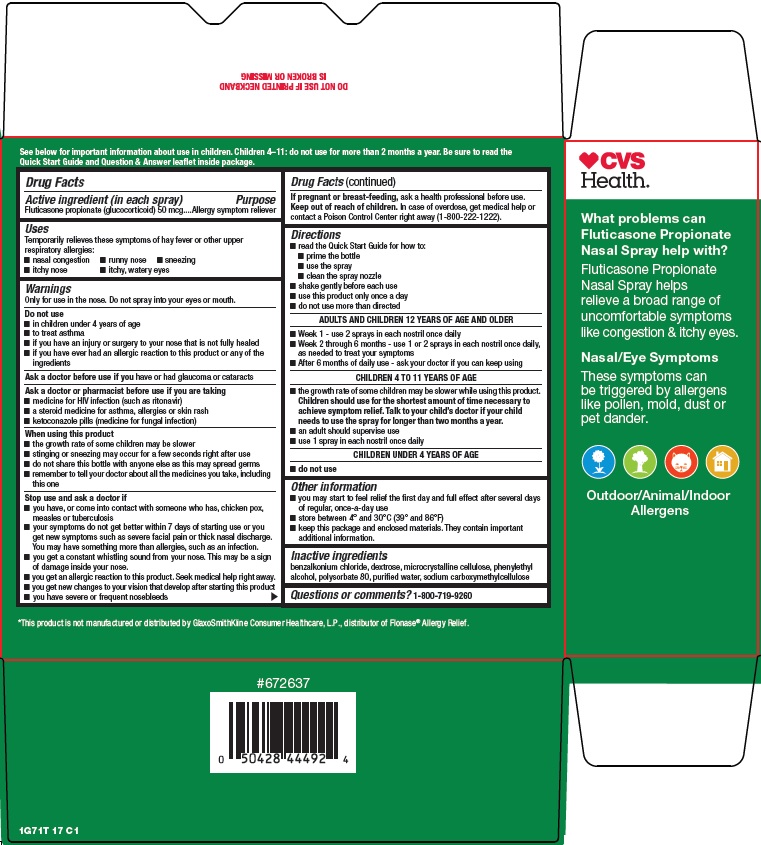 DO NOT USE IF PRINTED NECKBAND
IS BROKEN OR MISSING
See below for important information about use in children. Children 4–11: do not use for more than 2 months a year. Be sure to read the
Quick Start Guide and Question & Answer leaflet inside package.
Drug Facts
Active ingredient (in each spray) Purpose
Fluticasone propionate (glucocorticoid) 50 mcg....Allergy symptom reliever
Uses
Temporarily relieves these symptoms of hay fever or other upper
respiratory allergies:
■ nasal congestion ■ runny nose ■ sneezing
■ itchy nose ■ itchy, watery eyes
Warnings
Only for use in the nose. Do not spray into your eyes or mouth.
Do not use
■ in children under 4 years of age
■ to treat asthma
■ if you have an injury or surgery to your nose that is not fully healed
■ if you have ever had an allergic reaction to this product or any of the
ingredients
Ask a doctor before use if you have or had glaucoma or cataracts
Ask a doctor or pharmacist before use if you are taking
■ medicine for HIV infection (such as ritonavir)
■ a steroid medicine for asthma, allergies or skin rash
■ ketoconazole pills (medicine for fungal infection)
When using this product
■ the growth rate of some children may be slower
■ stinging or sneezing may occur for a few seconds right after use
■ do not share this bottle with anyone else as this may spread germs
■ remember to tell your doctor about all the medicines you take, including
this one
Stop use and ask a doctor if
■ you have, or come into contact with someone who has, chicken pox,
measles or tuberculosis
■ your symptoms do not get better within 7 days of starting use or you
get new symptoms such as severe facial pain or thick nasal discharge.
You may have something more than allergies, such as an infection.
■ you get a constant whistling sound from your nose. This may be a sign
of damage inside your nose.
■ you get an allergic reaction to this product. Seek medical help right away.
■ you get new changes to your vision that develop after starting this product
■ you have severe or frequent nosebleeds
Drug Facts (continued)
If pregnant or breast-feeding, ask a health professional before use.
Keep out of reach of children. In case of overdose, get medical help or
contact a Poison Control Center right away (1-800-222-1222).
Directions
■ read the Quick Start Guide for how to:
■ prime the bottle
■ use the spray
■ clean the spray nozzle
■ shake gently before each use
■ use this product only once a day
■ do not use more than directed
ADULTS AND CHILDREN 12 YEARS OF AGE AND OLDER
■ Week 1 - use 2 sprays in each nostril once daily
■ Week 2 through 6 months - use 1 or 2 sprays in each nostril once daily,
as needed to treat your symptoms
■ After 6 months of daily use - ask your doctor if you can keep using
CHILDREN 4 TO 11 YEARS OF AGE
■ the growth rate of some children may be slower while using this product.
Children should use for the shortest amount of time necessary to
achieve symptom relief. Talk to your child's doctor if your child
needs to use the spray for longer than two months a year.
■ an adult should supervise use
■ use 1 spray in each nostril once daily
CHILDREN UNDER 4 YEARS OF AGE
■ do not use
Other information
■ you may start to feel relief the first day and full effect after several days
of regular, once-a-day use
■ store between 4° and 30°C (39° and 86°F)
■ keep this package and enclosed materials. They contain important
additional information.
Inactive ingredients
benzalkonium chloride, dextrose, microcrystalline cellulose, phenylethyl
alcohol, polysorbate 80, purified water, sodium carboxymethylcellulose
Questions or comments? 1-800-719-9260
*This product is not manufactured or distributed by GlaxoSmithKline Consumer Healthcare, L.P., distributor of Flonase® Allergy Relief.
#672637
0 50428 44492 4
1G71T 17 C1
CVS
Health.
What problems can
Fluticasone Propionate
Nasal Spray help with?
Fluticasone Propionate
Nasal Spray helps
relieve a broad range of
uncomfortable symptoms
like congestion & itchy eyes.
Nasal/Eye Symptoms
These symptoms can
be triggered by allergens
like pollen, mold, dust or
pet dander.
Outdoor/Animal/Indoor
Allergens